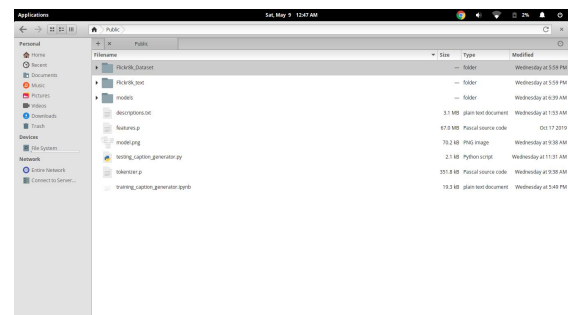 Applications Sat, May 9 12:47 AM 2%
Public
Personal
Home
Recent
Documents
Music
Pictures
Videos
Downloads
Trash
Devices
File System
Network
Entire Network
Connect to Server...
+ × Public
Filename Size Type Modified
Flickr8k_Dataset — folder Wednesday at 5:59 PM
Flickr8k_text — folder Wednesday at 5:59 PM
models — folder Wednesday at 6:39 AM
descriptions.txt 3.1 MB plain text document Wednesday at 1:53 AM
features.p 67.0 MB Pascal source code Oct 17 2019
model.png 70.2 kB PNG image Wednesday at 9:38 AM
testing_caption_generator.py 2.1 kB Python script Wednesday at 11:31 AM
tokenizer.p 351.8 kB Pascal source code Wednesday at 9:38 AM
training_caption_generator.ipynb 19.3 kB plain text document Wednesday at 5:49 PM